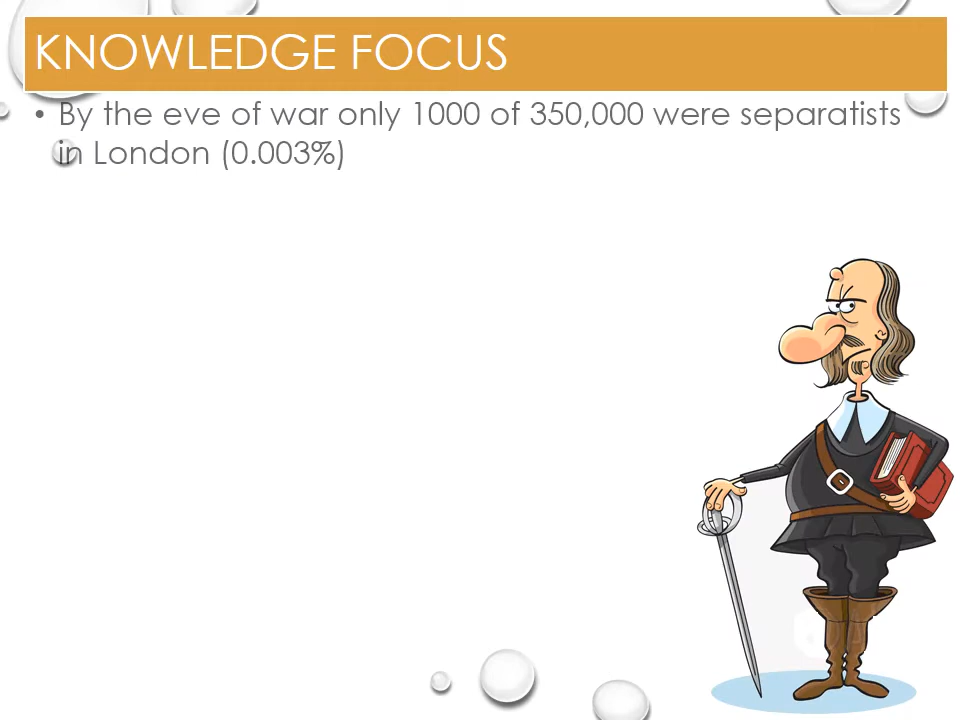 KNOWLEDGE FOCUS
• By the eve of war only 1000 of 350,000 were separatists
in London (0.003%)